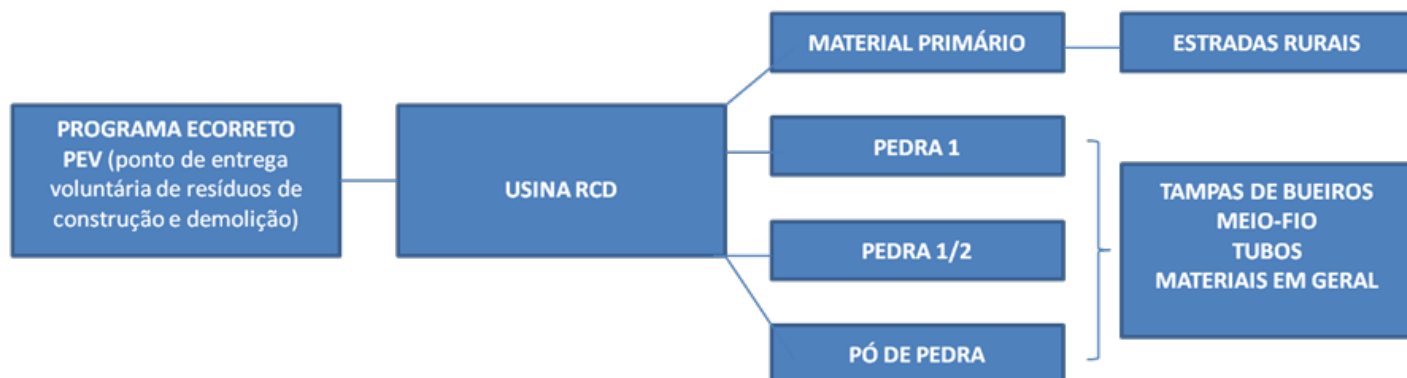 PROGRAMA ECORRETO
PEV (ponto de entrega
voluntária de resíduos de
construção e demolição)
USINA RCD
MATERIAL PRIMÁRIO
ESTRADAS RURAIS
PEDRA 1
PEDRA 1/2
PÓ DE PEDRA
TAMPAS DE BUEIROS
MEIO-FIO
TUBOS
MATERIAIS EM GERAL